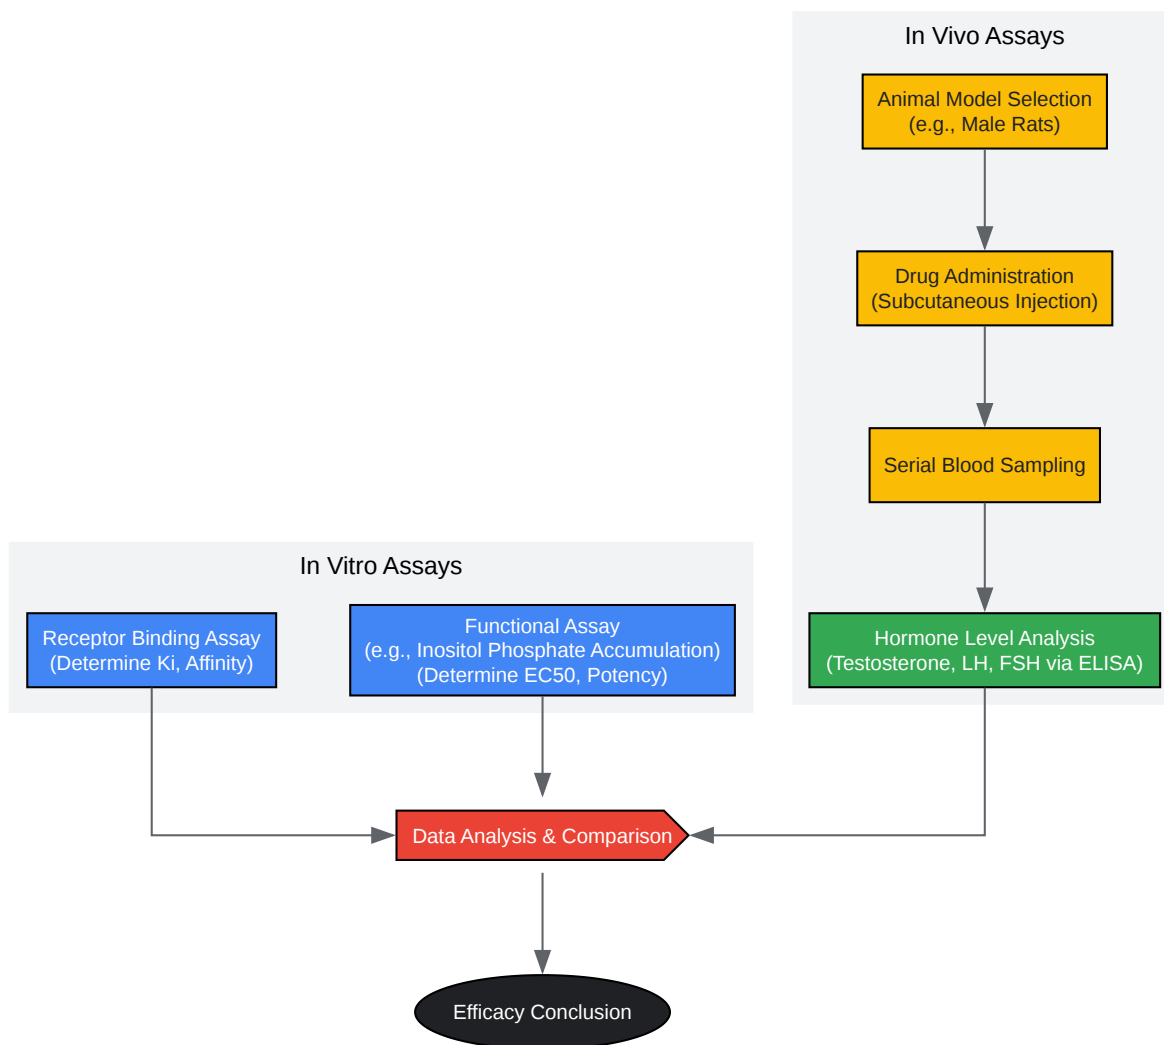 In Vivo Assays
Animal Model Selection
(e.g., Male Rats)
Drug Administration
(Subcutaneous Injection)
Serial Blood Sampling
In Vitro Assays
Receptor Binding Assay
(Determine Ki, Affinity)
Functional Assay
(e.g., Inositol Phosphate Accumulation)
(Determine EC50, Potency)
Hormone Level Analysis
(Testosterone, LH, FSH via ELISA)
Data Analysis & Comparison
Efficacy Conclusion